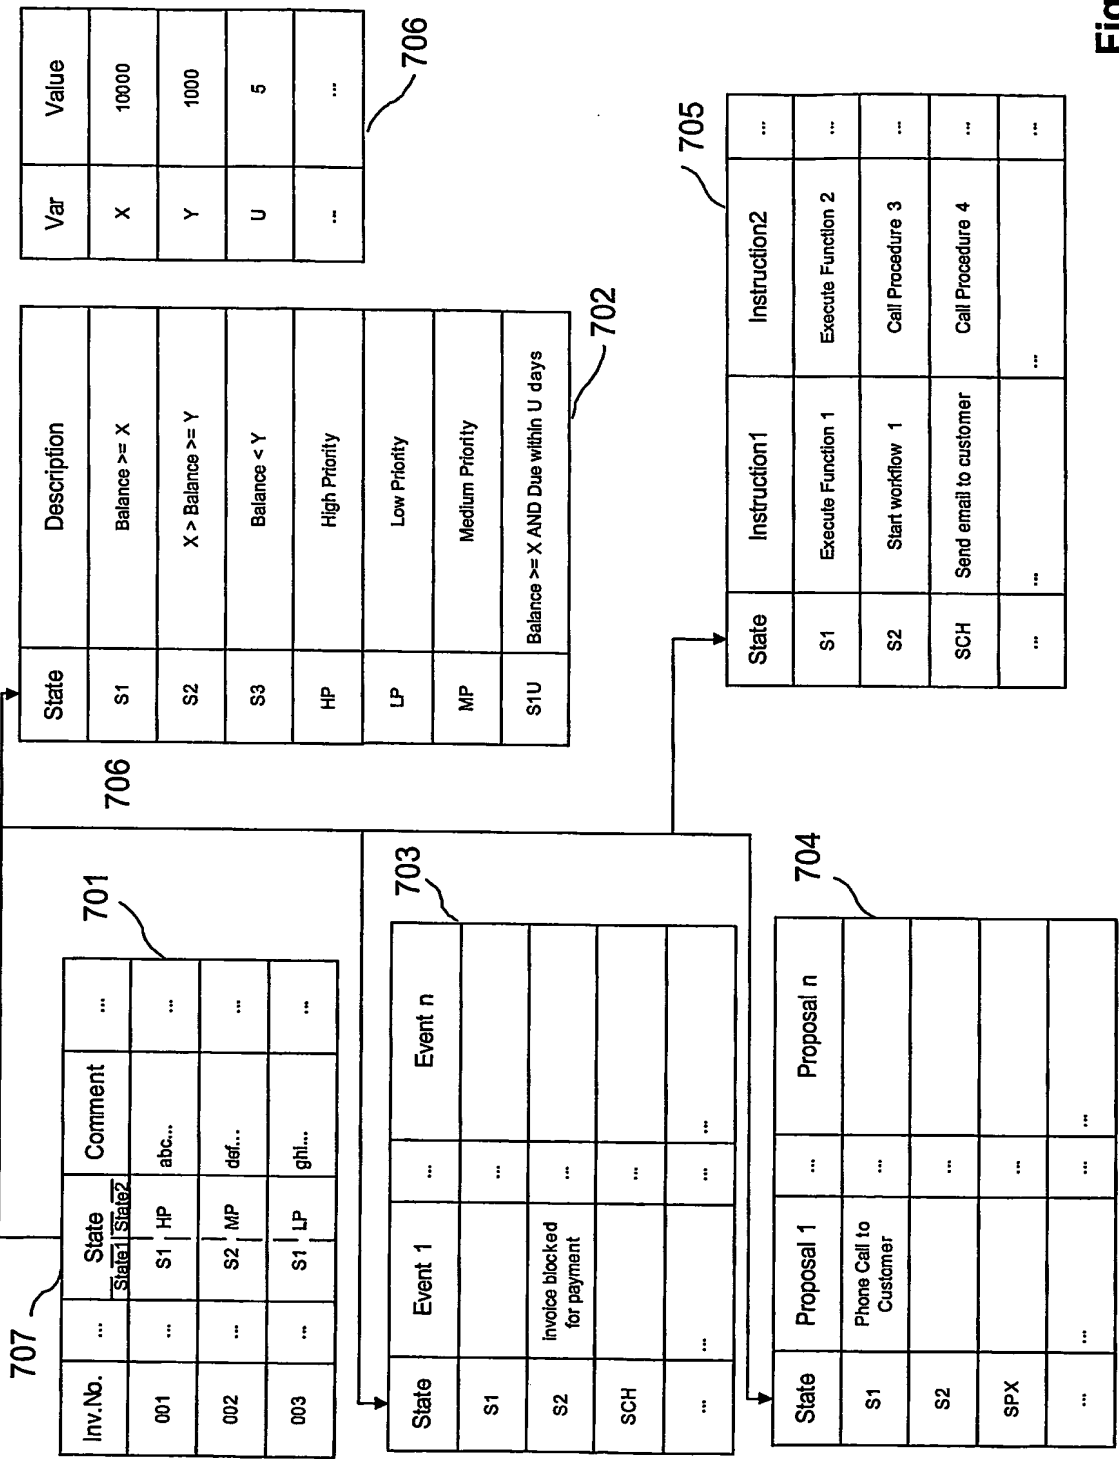 707
701
Inv.No. ... State Comment ...
State1 State2
001 ... S1 HP abc... ...
002 ... S2 MP def... ...
003 ... S1 LP ghi... ...
706
State Description
S1 Balance >= X
S2 X > Balance >= Y
S3 Balance < Y
HP High Priority
LP Low Priority
MP Medium Priority
S1U Balance >= X AND Due within U days
702
Var Value
X 10000
Y 1000
U 5
... ...
706
703
State Event 1 ... Event n
S1 ...
S2 Invoice blocked ...
for payment
SCH ...
... ... ... ...
704
State Proposal 1 ... Proposal n
S1 Phone Call to ...
Customer
S2 ...
SPX ...
... ... ... ...
705
State Instruction1 Instruction2 ...
S1 Execute Function 1 Execute Function 2 ...
S2 Start workflow 1 Call Procedure 3 ...
SCH Send email to customer Call Procedure 4 ...
... ... ... ...
Fig